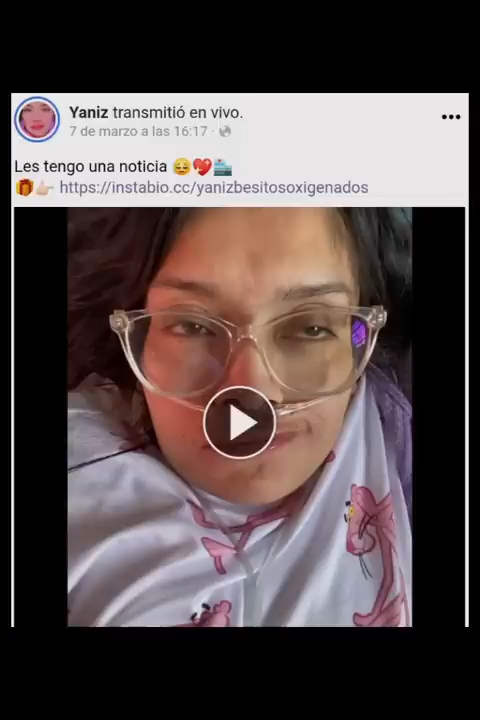 Yaniz transmitió en vivo.
7 de marzo a las 16:17 ·
Les tengo una noticia 😔💖🏥
🎁👉🏻 https://instabio.cc/yanizbesitosoxigenados